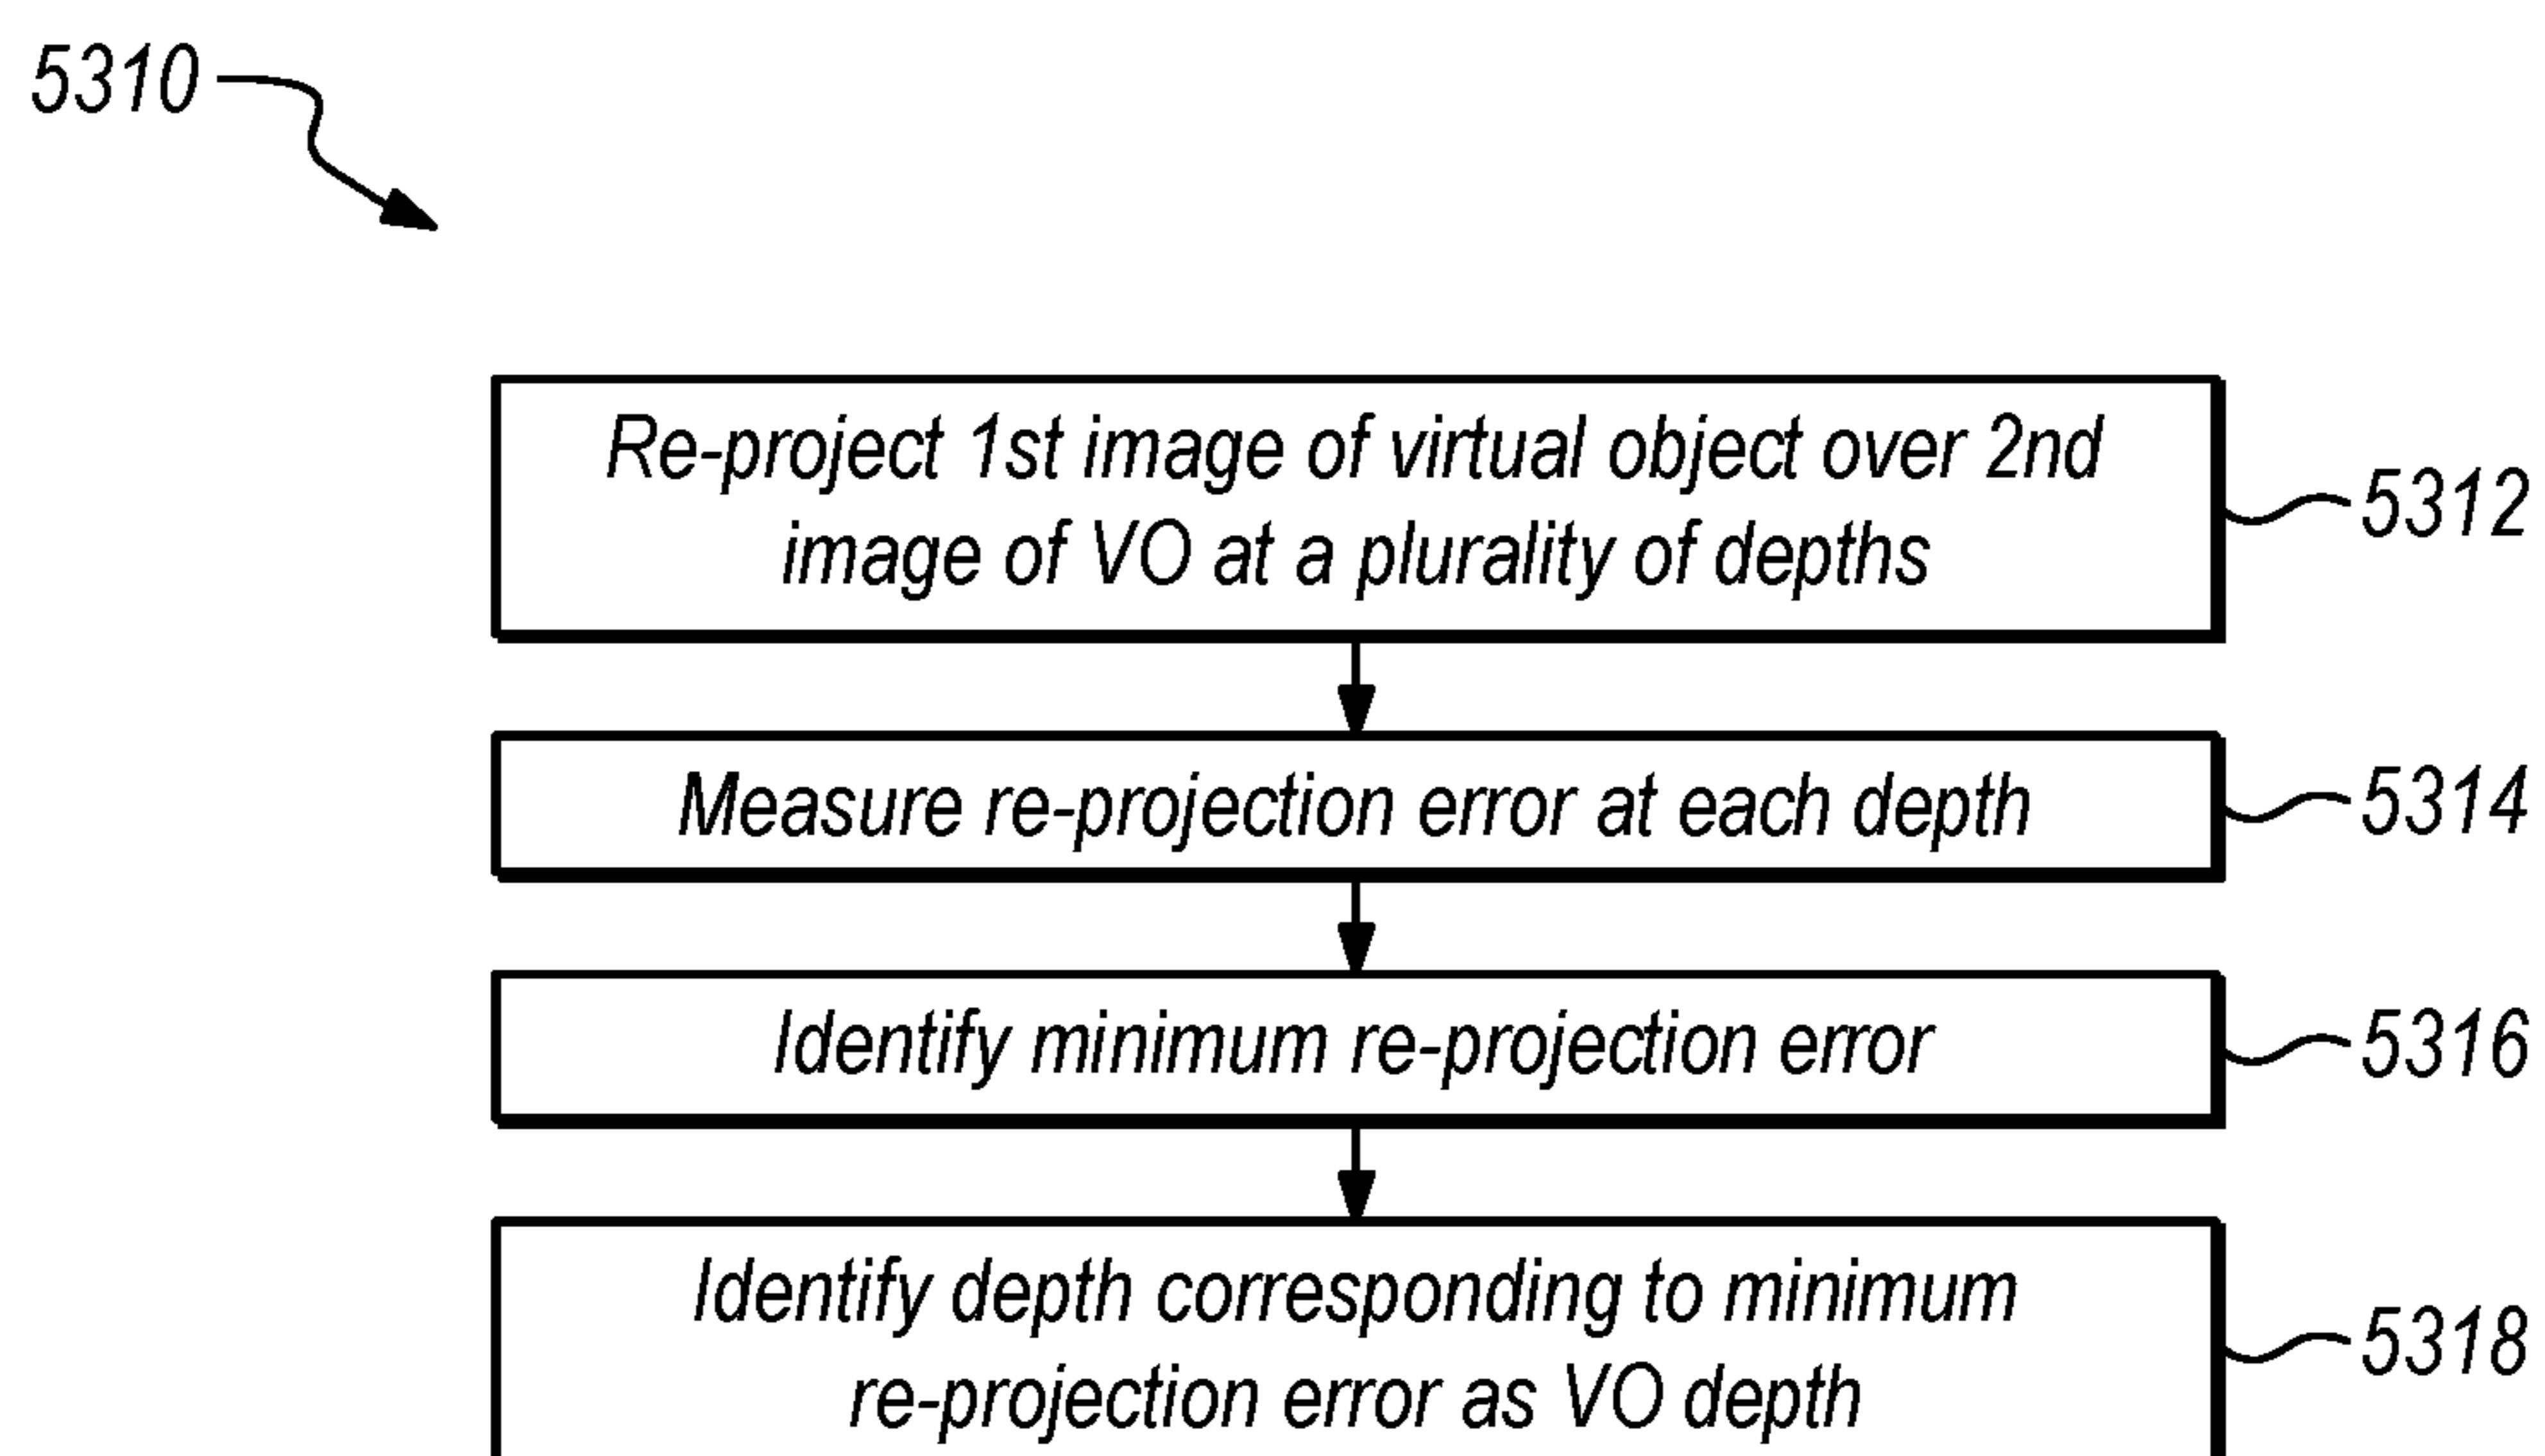 5310
Re-project 1st image of virtual object over 2nd
image of VO at a plurality of depths
5312
Measure re-projection error at each depth
5314
Identify minimum re-projection error
5316
Identify depth corresponding to minimum
re-projection error as VO depth
5318